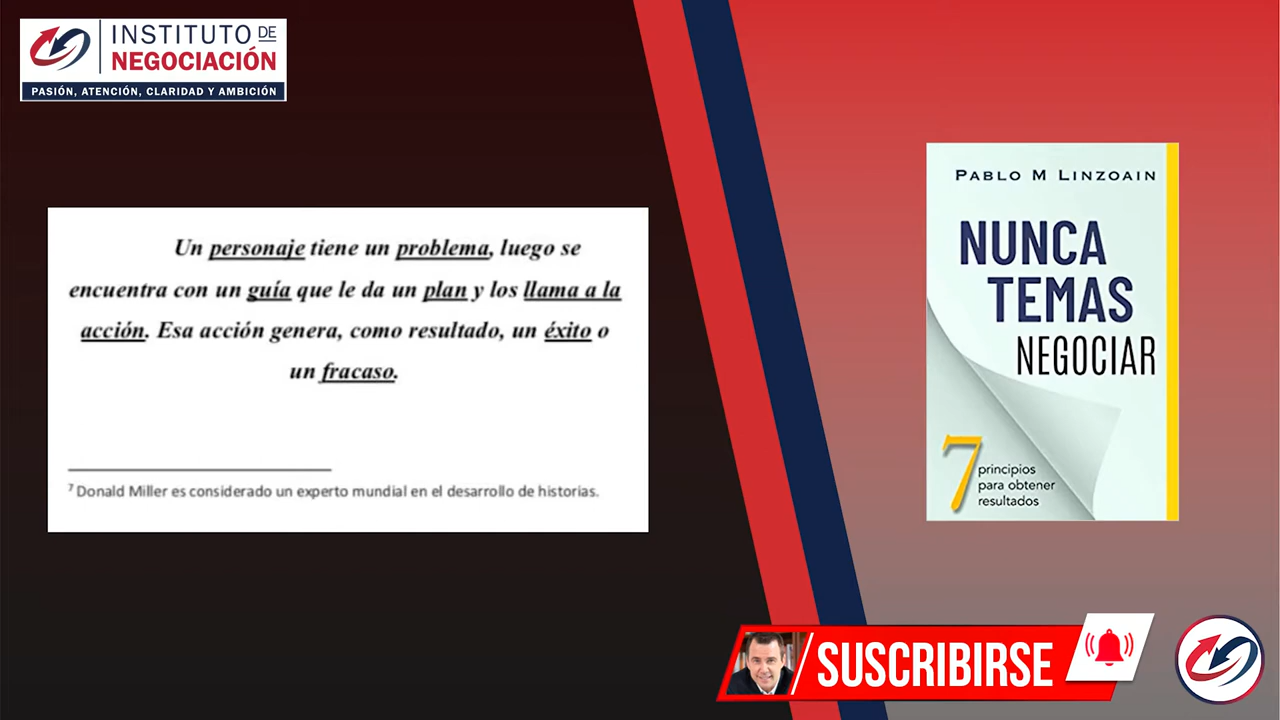 INSTITUTO DE
NEGOCIACIÓN
PASIÓN, ATENCIÓN, CLARIDAD Y AMBICIÓN
Un personaje tiene un problema, luego se
encuentra con un guía que le da un plan y los llama a la
acción. Esa acción genera, como resultado, un éxito o
un fracaso.
7 Donald Miller es considerado un experto mundial en el desarrollo de historias.
PABLO M LINZOAIN
NUNCA
TEMAS
NEGOCIAR
7 principios
para obtener
resultados
SUSCRIBIRSE